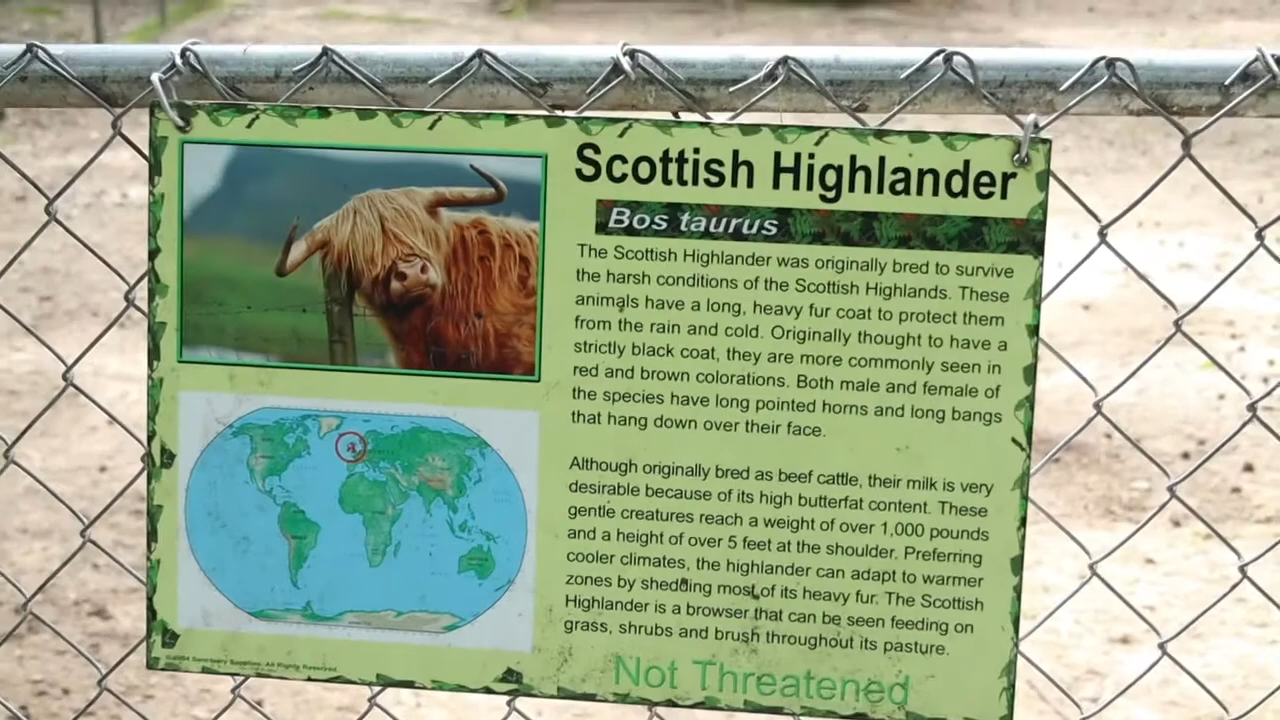 Scottish Highlander
Bos taurus
The Scottish Highlander was originally bred to survive
the harsh conditions of the Scottish Highlands. These
animals have a long, heavy fur coat to protect them
from the rain and cold. Originally thought to have a
strictly black coat, they are more commonly seen in
red and brown colorations. Both male and female of
the species have long pointed horns and long bangs
that hang down over their face.
Although originally bred as beef cattle, their milk is very
desirable because of its high butterfat content. These
gentle creatures reach a weight of over 1,000 pounds
and a height of over 5 feet at the shoulder. Preferring
cooler climates, the highlander can adapt to warmer
zones by shedding most of its heavy fur. The Scottish
Highlander is a browser that can be seen feeding on
grass, shrubs and brush throughout its pasture.
Not Threatened
Sanctuary Supplies. All Rights Reserved.